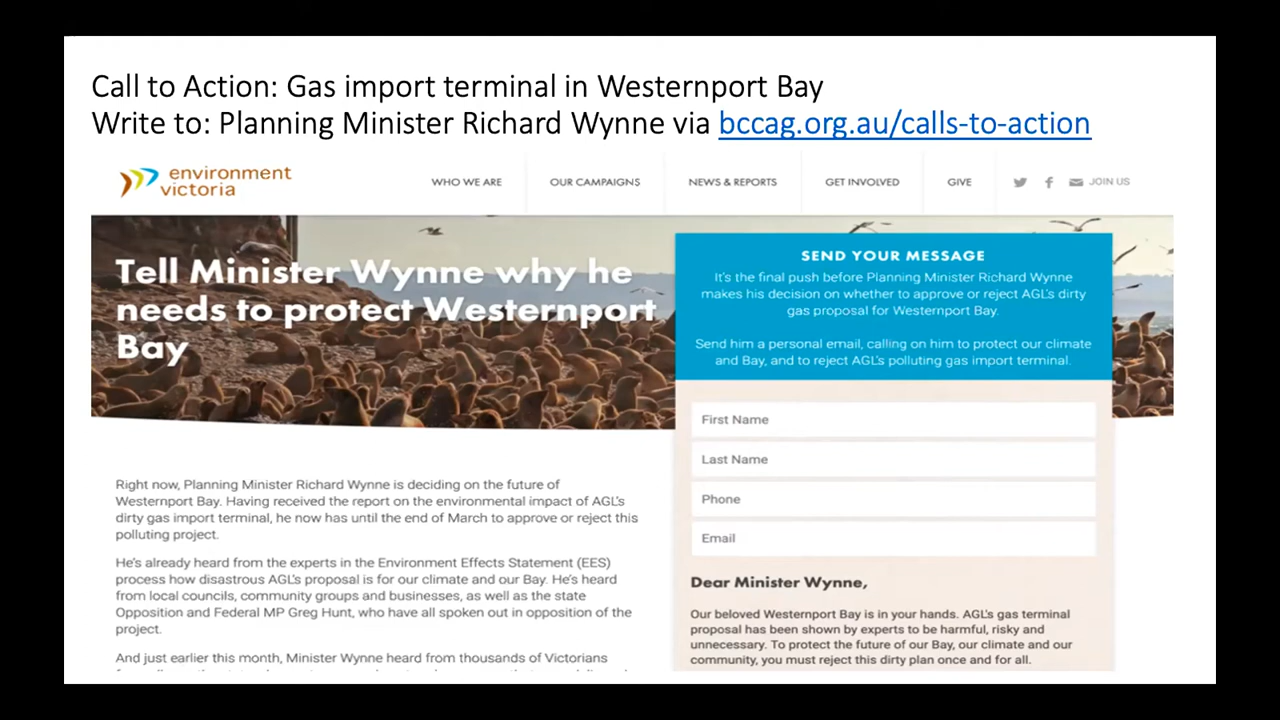 Call to Action: Gas import terminal in Westernport Bay
Write to: Planning Minister Richard Wynne via bccag.org.au/calls-to-action
environment
victoria
WHO WE ARE
OUR CAMPAIGNS
NEWS & REPORTS
GET INVOLVED
GIVE
JOIN US
Tell Minister Wynne why he
needs to protect Westernport
Bay
SEND YOUR MESSAGE
It's the final push before Planning Minister Richard Wynne
makes his decision on whether to approve or reject AGL's dirty
gas proposal for Westernport Bay.
Send him a personal email, calling on him to protect our climate
and Bay, and to reject AGL's polluting gas import terminal.
First Name
Last Name
Phone
Email
Dear Minister Wynne,
Our beloved Westernport Bay is in your hands. AGL's gas terminal
proposal has been shown by experts to be harmful, risky and
unnecessary. To protect the future of our Bay, our climate and our
community, you must reject this dirty plan once and for all.
Right now, Planning Minister Richard Wynne is deciding on the future of
Westernport Bay. Having received the report on the environmental impact of AGL's
dirty gas import terminal, he now has until the end of March to approve or reject this
polluting project.
He's already heard from the experts in the Environment Effects Statement (EES)
process how disastrous AGL's proposal is for our climate and our Bay. He's heard
from local councils, community groups and businesses, as well as the state
Opposition and Federal MP Greg Hunt, who have all spoken out in opposition of the
project.
And just earlier this month, Minister Wynne heard from thousands of Victorians